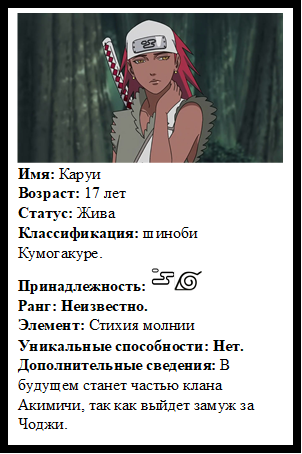 Имя: Каруи
Возраст: 17 лет
Статус: Жива
Классификация: шиноби
Кумогакуре.
Принадлежность:
Ранг: Неизвестно.
Элемент: Стихия молнии
Уникальные способности: Нет.
Дополнительные сведения: В
будущем станет частью клана
Акимичи, так как выйдет замуж за
Чоджи.